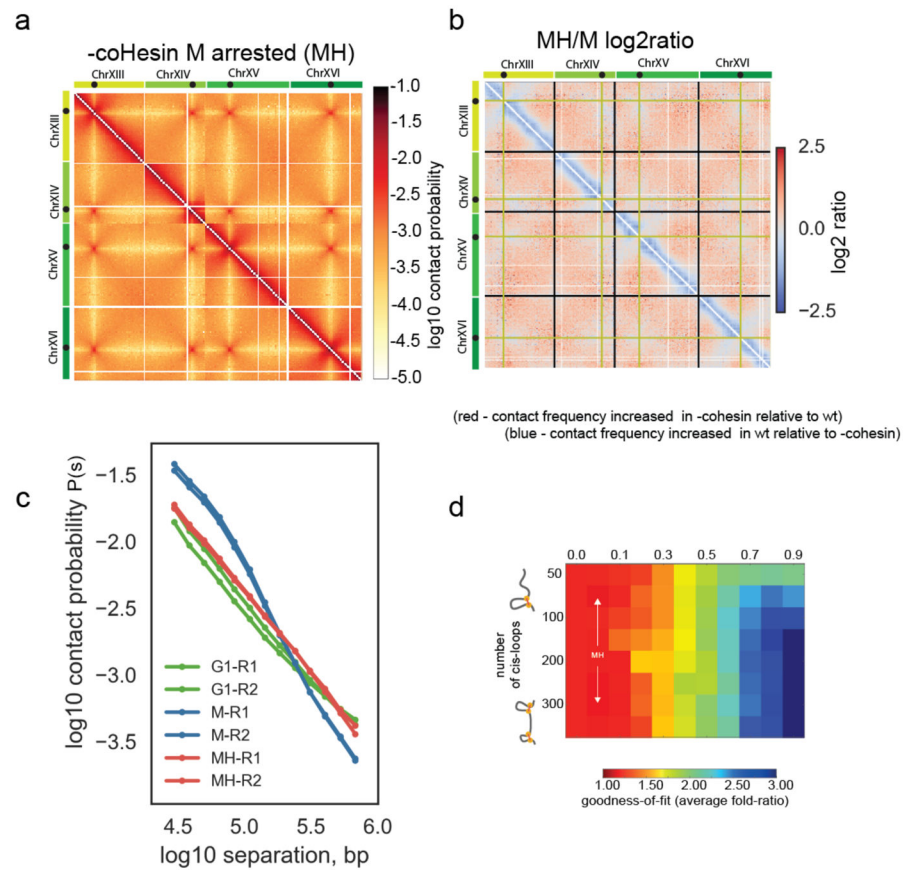 a
-coHesin M arrested (MH)
ChrXIII ChrXIV ChrXV ChrXVI
ChrXIII
ChrXIV
ChrXV
ChrXVI
-1.0
-1.5
-2.0
-2.5
-3.0
-3.5
-4.0
-4.5
-5.0
log10 contact probability
b
MH/M log2ratio
ChrXIII ChrXIV ChrXV ChrXVI
ChrXIII
ChrXIV
ChrXV
ChrXVI
2.5
0.0
−2.5
log2 ratio
(red - contact frequency increased in -cohesin relative to wt)
(blue - contact frequency increased in wt relative to -cohesin)
c
log10 contact probability P(s)
−1.5
−2.0
−2.5
−3.0
−3.5
G1-R1
G1-R2
M-R1
M-R2
MH-R1
MH-R2
4.5 5.0 5.5 6.0
log10 separation, bp
d
0.0 0.1 0.3 0.5 0.7 0.9
50
100
200
300
number
of cis-loops
MH
1.00 1.50 2.00 2.50 3.00
goodness-of-fit (average fold-ratio)